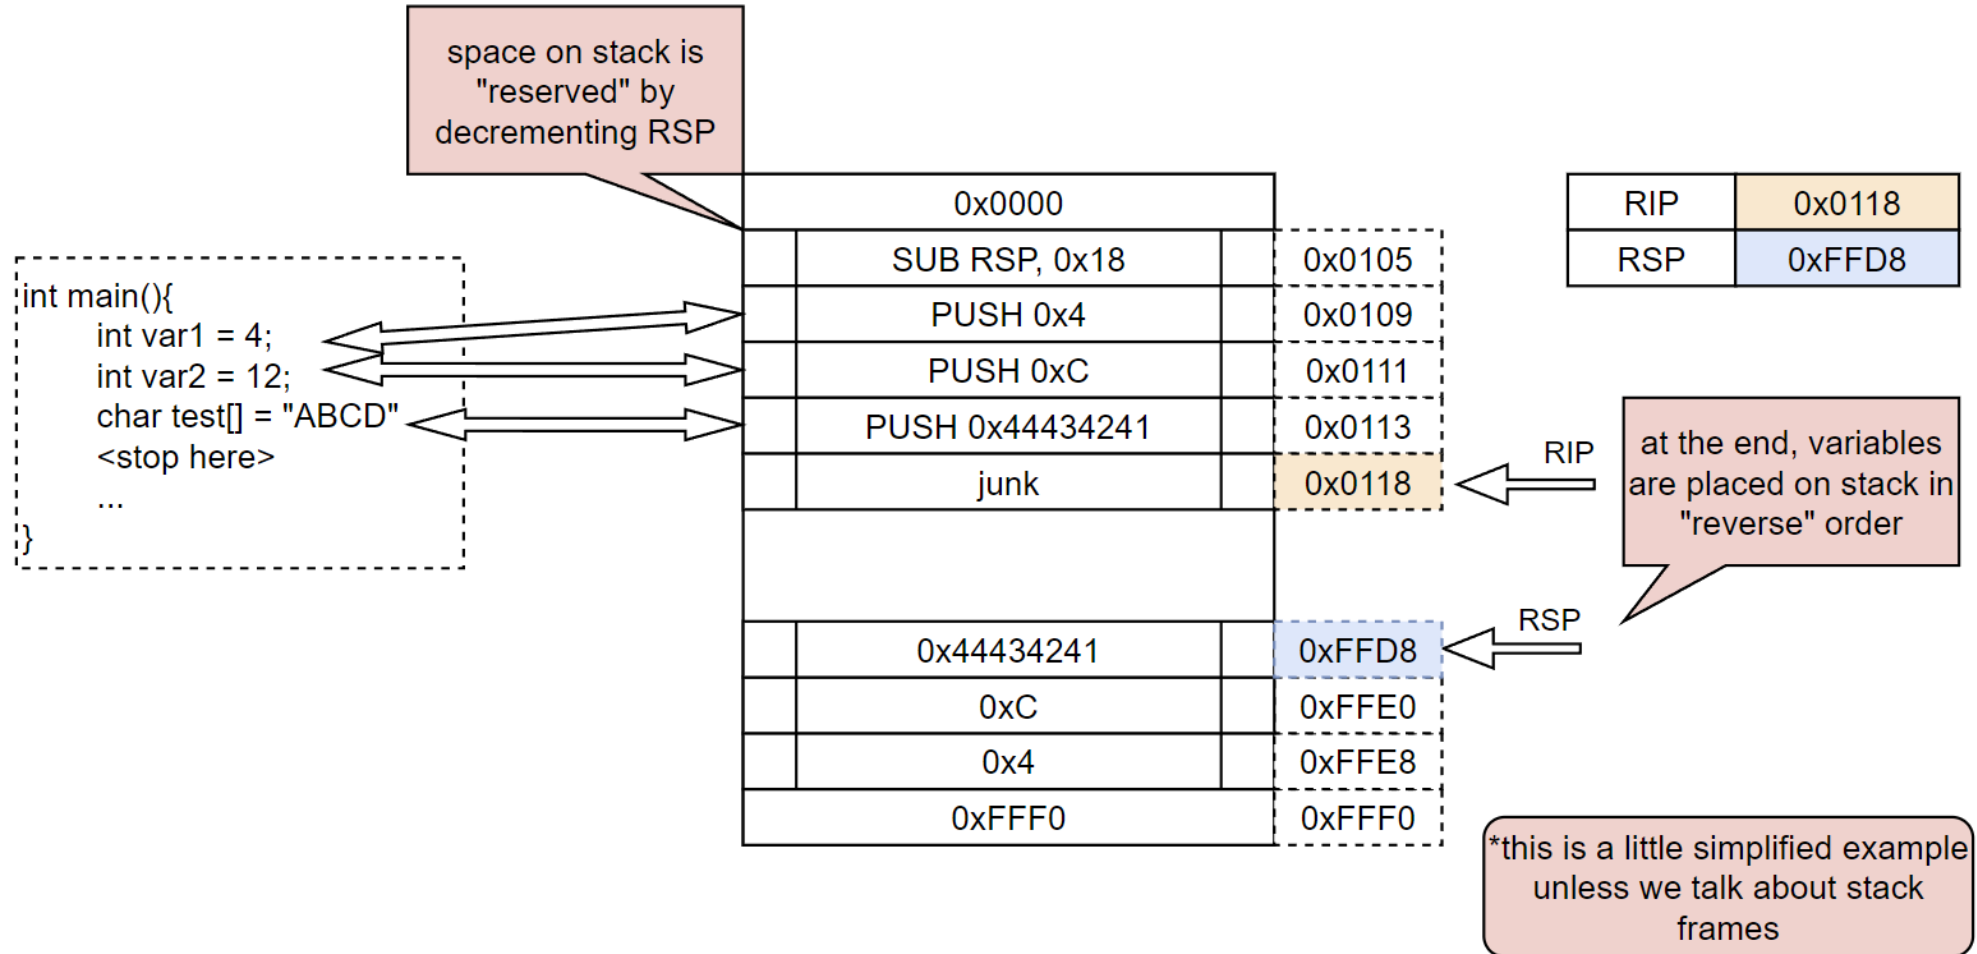 space on stack is
"reserved" by
decrementing RSP
0x0000
RIP
0x0118
SUB RSP, 0x18
0x0105
RSP
0xFFD8
int main(){
int var1 = 4;
int var2 = 12;
char test[] = "ABCD"
<stop here>
...
}
PUSH 0x4
0x0109
PUSH 0xC
0x0111
PUSH 0x44434241
0x0113
junk
0x0118
RIP
at the end, variables
are placed on stack in
"reverse" order
0x44434241
0xFFD8
RSP
0xC
0xFFE0
0x4
0xFFE8
0xFFF0
0xFFF0
*this is a little simplified example
unless we talk about stack
frames